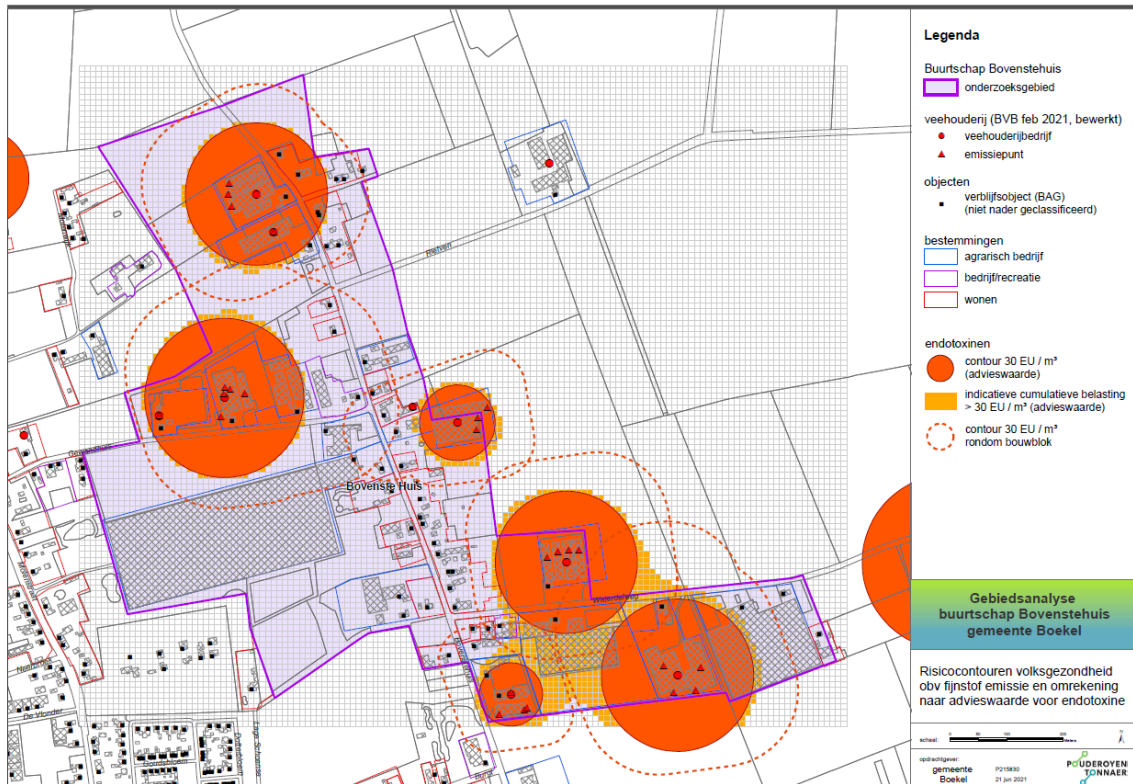 Legenda
Buurtschap Bovenstehuis
onderzoeksgebied
veehouderij (BVB feb 2021, bewerkt)
veehouderijbedrijf
emissiepunt
objecten
verblijfsobject (BAG)
(niet nader geclassificeerd)
bestemmingen
agrarisch bedrijf
bedrijf/recreatie
wonen
endotoxinen
contour 30 EU / m³
(advieswaarde)
indicatieve cumulatieve belasting
> 30 EU / m³ (advieswaarde)
contour 30 EU / m³
rondom bouwblok
Gebiedsanalyse
buurtschap Bovenstehuis
gemeente Boekel
Risicocontouren volksgezondheid
obv fijnstof emissie en omrekening
naar advieswaarde voor endotoxine
schaal:
opdrachtgever:
gemeente
Boekel
P215830
21 jun 2021
POUDEROYEN
TONNAER
Bovenste Huis
De Vlonder